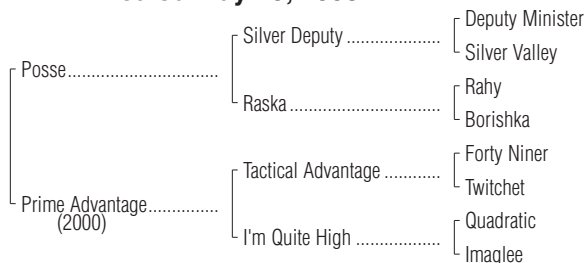 Deputy Minister
Silver Deputy ....................
Silver Valley
Posse...............................
Rahy
Raska ...............................
Borishka
Forty Niner
Tactical Advantage ............
Twitchet
Prime Advantage..............
(2000)
Quadratic
I'm Quite High .................
Imaglee